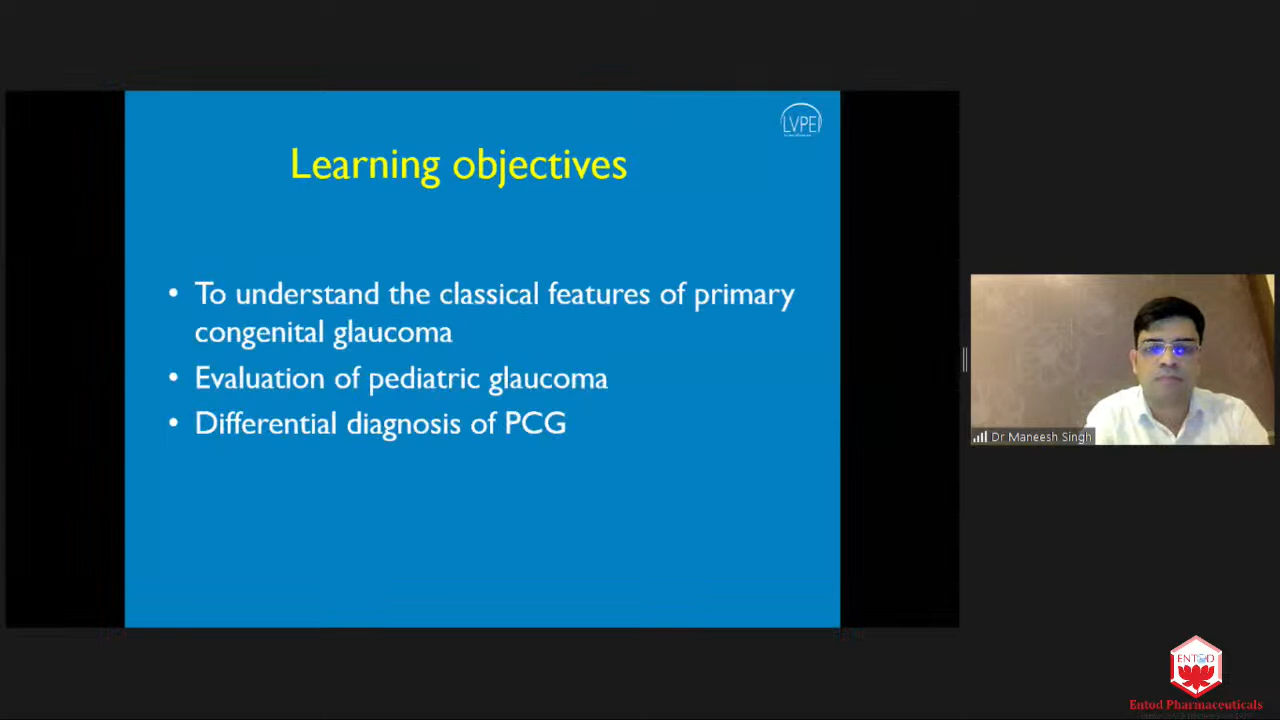 LVPEI
Learning objectives
• To understand the classical features of primary
congenital glaucoma
• Evaluation of pediatric glaucoma
• Differential diagnosis of PCG
Dr Maneesh Singh
ENTOD
Entod Pharmaceuticals